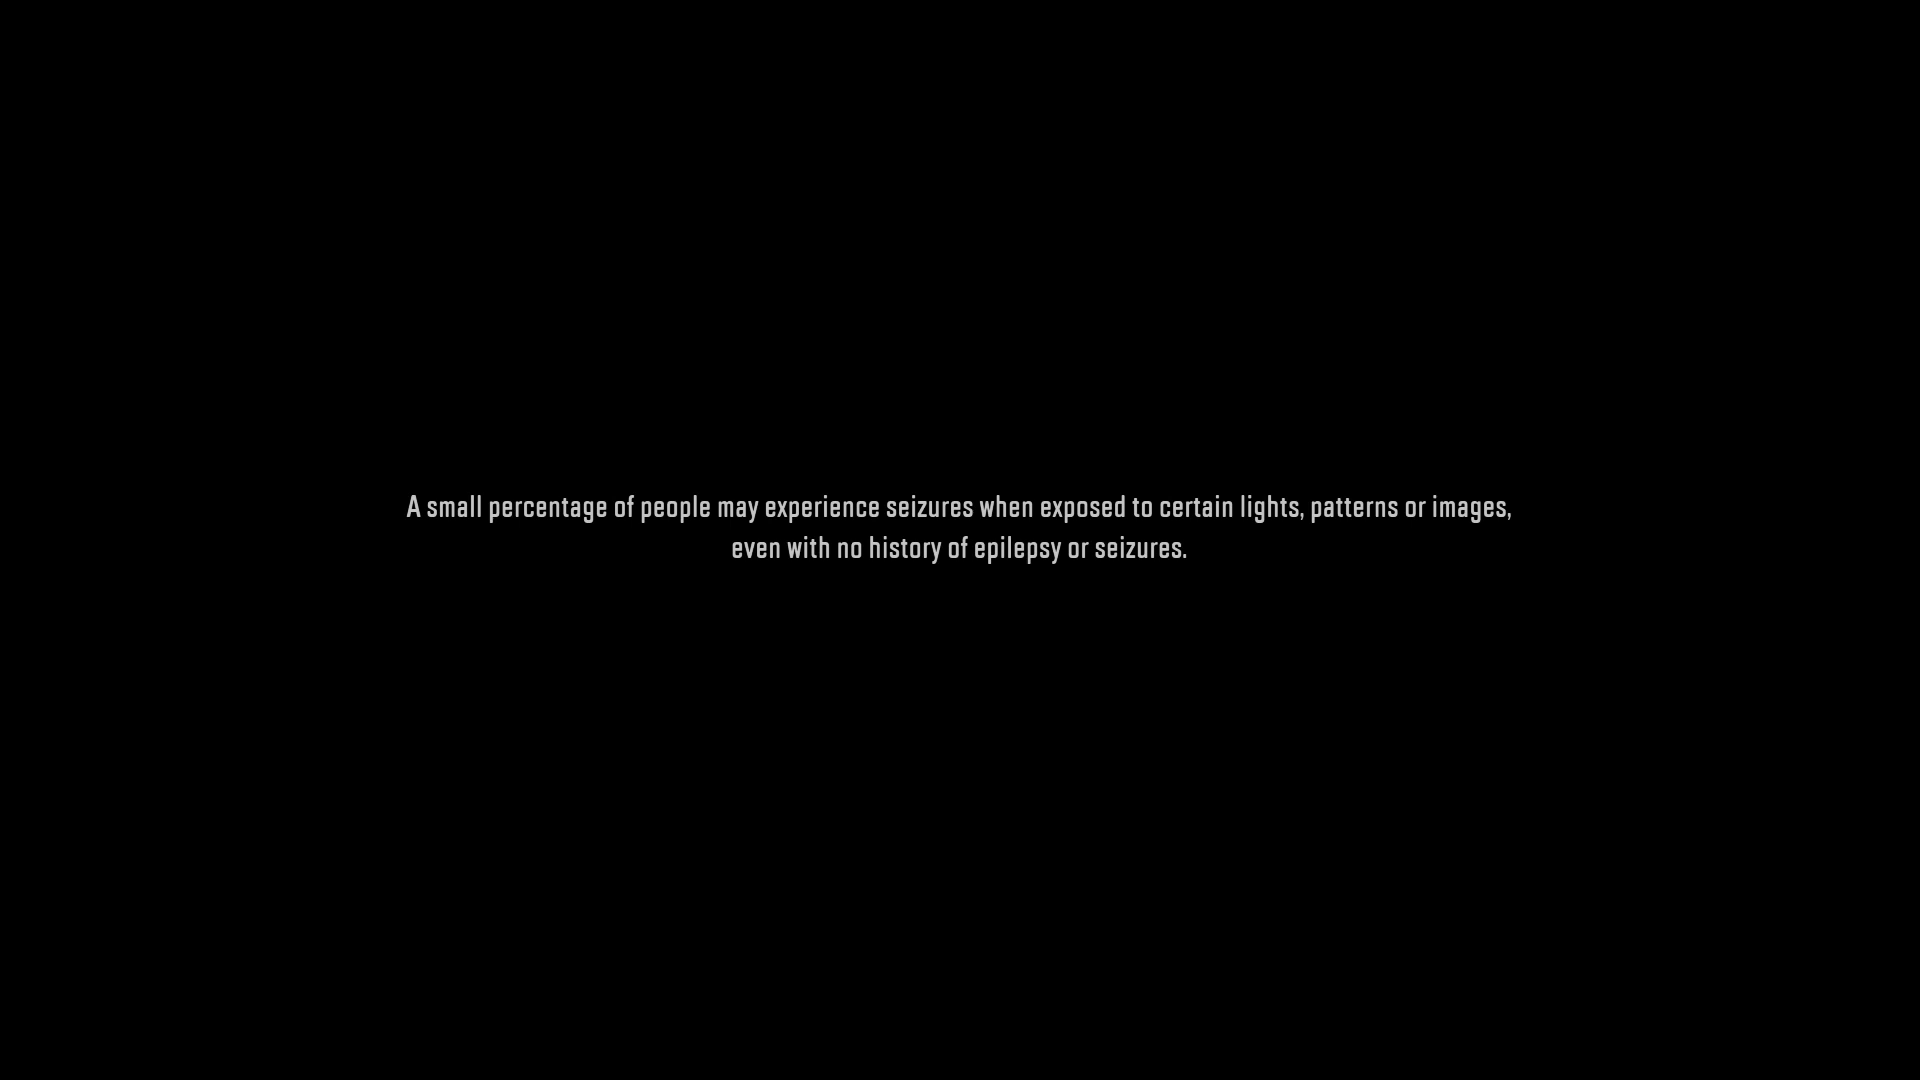 A small percentage of people may experience seizures when exposed to certain lights, patterns or images,
even with no history of epilepsy or seizures.